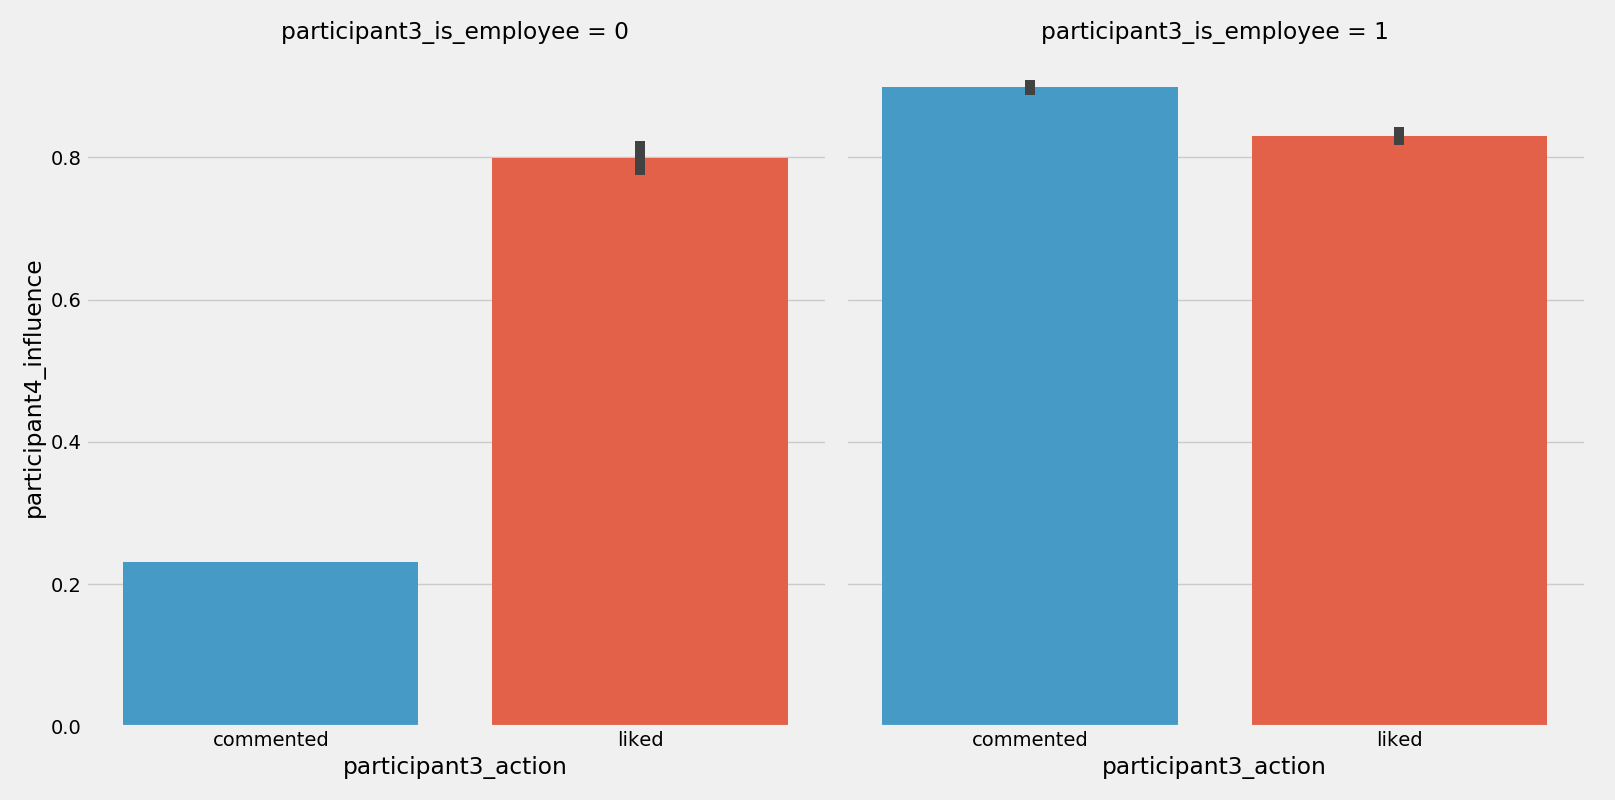 participant3_is_employee = 0
participant3_is_employee = 1
participant4_influence
0.8
0.6
0.4
0.2
0.0
commented
liked
commented
liked
participant3_action
participant3_action